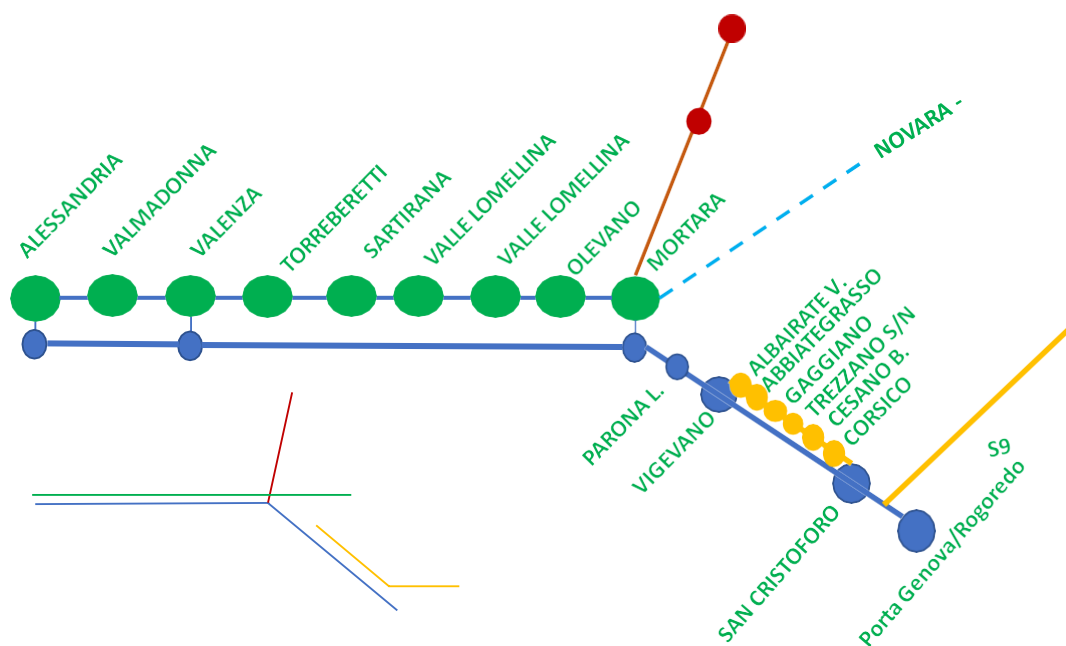 ALESSANDRIA
VALMADONNA
VALENZA
TORREBERETTI
SARTIRANA
VALLE LOMELLINA
VALLE LOMELLINA
OLEVANO
MORTARA
NOVARA -
PARONA L.
VIGEVANO
ALBAIRATE V.
ABBIATEGRASSO
GAGGIANO
TREZZANO S/N
CESANO B.
CORSICO
SAN CRISTOFORO
S9
Porta Genova/Rogoredo